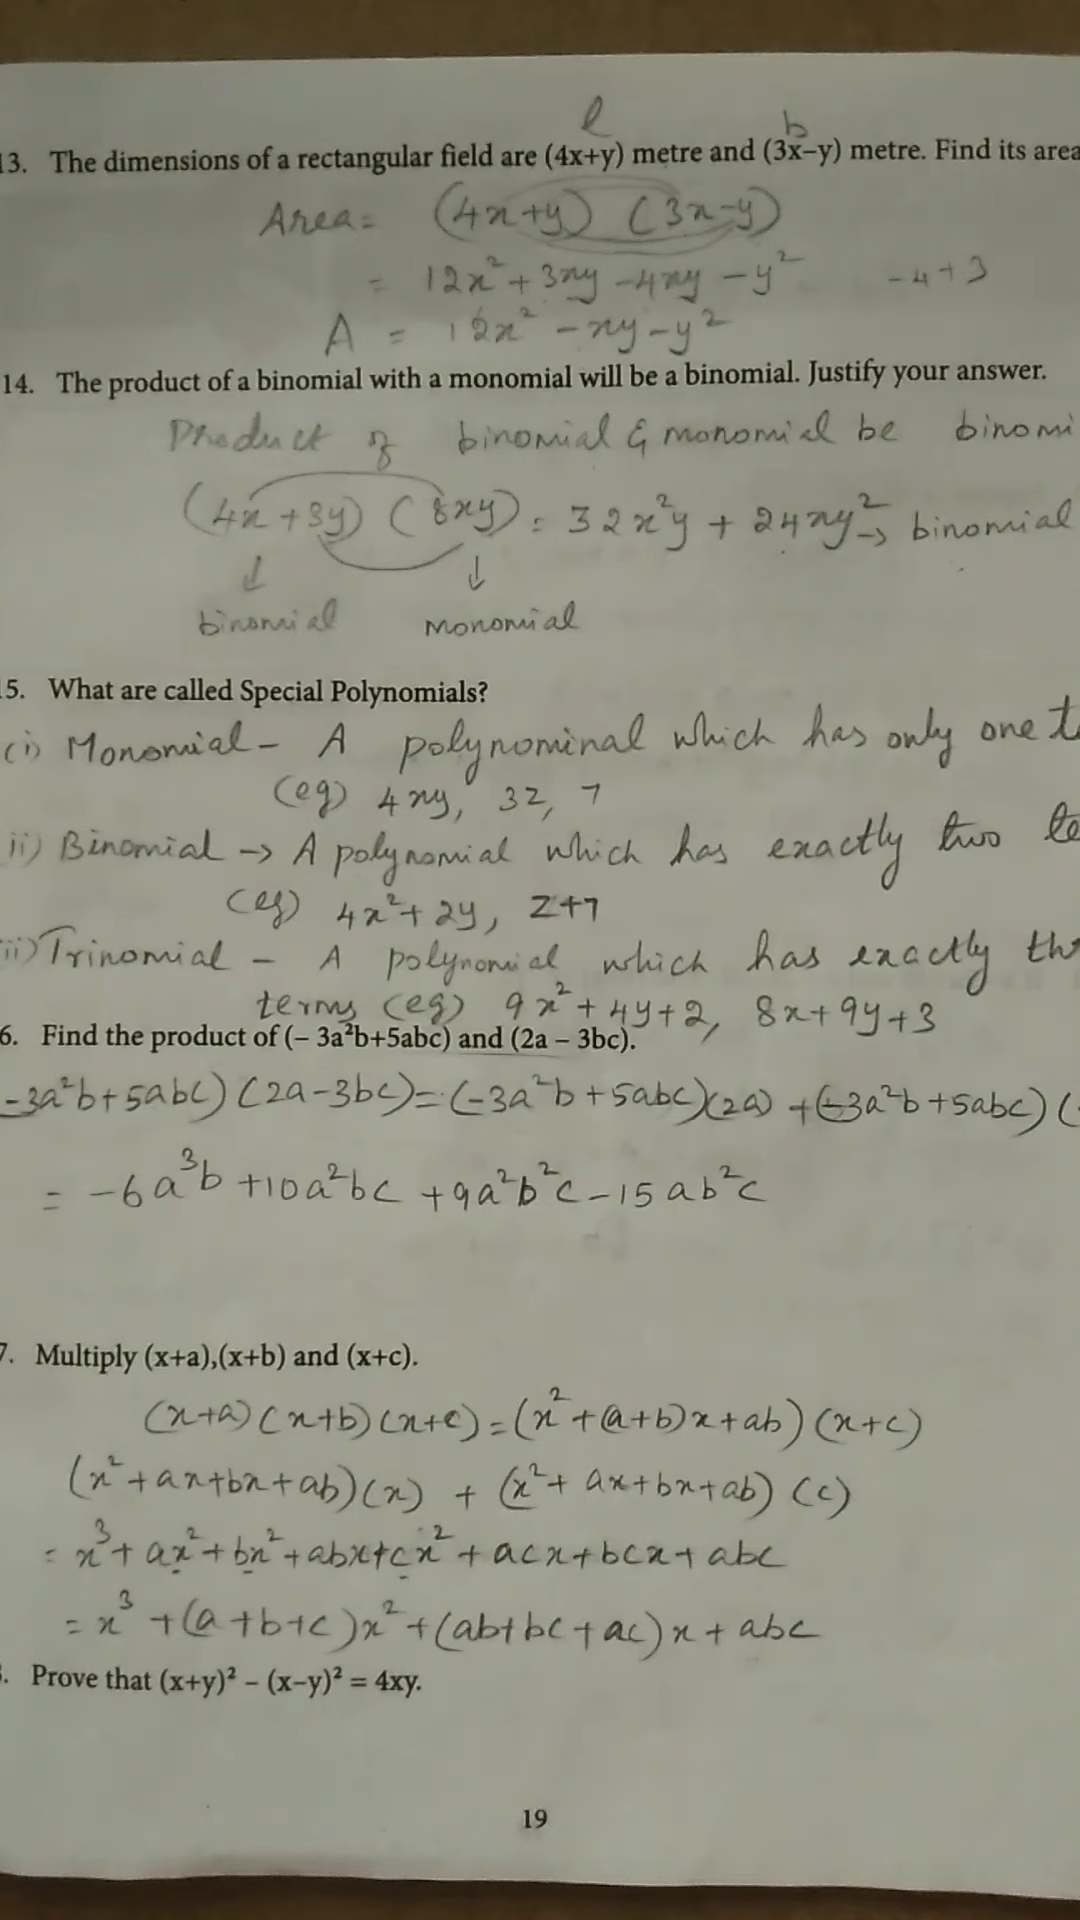 l b
13. The dimensions of a rectangular field are (4x+y) metre and (3x–y) metre. Find its area
Area = (4x+y) (3x-y)
= 12x² + 3xy - 4xy - y² -4+3
A = 12x² - xy - y²
14. The product of a binomial with a monomial will be a binomial. Justify your answer.
Product of binomial & monomial be binomi
(4x+3y) (8xy) = 32x²y + 24xy² → binomial
↓ ↓
binomial monomial
15. What are called Special Polynomials?
(i) Monomial - A polynominal which has only one t
(eg) 4xy, 3z, 7
ii) Binomial → A polynomial which has exactly two te
(eg) 4x²+2y, z+7
iii) Trinomial - A polynomial which has exactly th
terms (eg) 9x²+4y+2, 8x+9y+3
6. Find the product of (– 3a²b+5abc) and (2a – 3bc).
-3a²b+5abc) (2a-3bc) = (-3a²b+5abc)(2a) + (-3a²b+5abc) (-
= -6a³b +10a²bc +9a²b²c -15ab²c
7. Multiply (x+a),(x+b) and (x+c).
(x+a) (x+b) (x+c) = (x²+(a+b)x+ab) (x+c)
(x²+ax+bx+ab)(x) + (x²+ax+bx+ab) (c)
= x³+ax²+bx²+abx+cx²+acx+bcx+abc
= x³+(a+b+c)x²+(ab+bc+ac)x+abc
. Prove that (x+y)² – (x–y)² = 4xy.
19